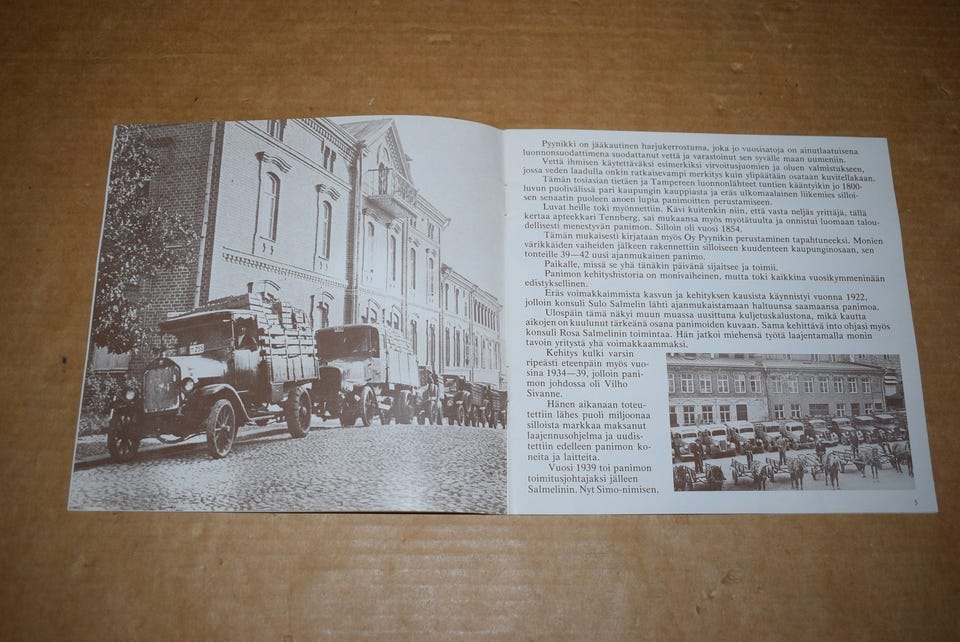 Pyynikki on jääkautinen harjukerrostuma, joka jo vuosisatoja on ainutlaatuisena
luonnonsuodattimena suodattanut vettä ja varastoinut sen syvälle maan uumeniin.
Vettä ihmisen käytettäväksi esimerkiksi virvoitusjuomien ja oluen valmistukseen,
jossa veden laadulla onkin ratkaisevampi merkitys kuin ylipäätään osataan kuvitellakaan.
Tämän tosiasian tietäen ja Tampereen luonnonlähteet tuntien kääntyikin jo 1800-
luvun puolivälissä pari kaupungin kauppiasta ja eräs ulkomaalainen liikemies silloi-
sen senaatin puoleen anoen lupia panimoitten perustamiseen.
Luvat heille toki myönnettiin. Kävi kuitenkin niin, että vasta neljäs yrittäjä, tällä
kertaa apteekkari Tennberg, sai mukaansa myös myötätuulta ja onnistui luomaan talou-
dellisesti menestyvän panimon. Silloin oli vuosi 1854.
Tämän mukaisesti kirjataan myös Oy Pyynikin perustaminen tapahtuneeksi. Monien
värikkäiden vaiheiden jälkeen rakennettiin silloiseen kuudenteen kaupunginosaan, sen
tonteille 39—42 uusi ajanmukainen panimo.
Paikalle, missä se yhä tänäkin päivänä sijaitsee ja toimii.
Panimon kehityshistoria on monivaiheinen, mutta toki kaikkina vuosikymmeninään
edistyksellinen.
Eräs voimakkaimmista kasvun ja kehityksen kausista käynnistyi vuonna 1922,
jolloin konsuli Sulo Salmelin lähti ajanmukaistamaan haltuunsa saamaansa panimoa.
Ulospäin tämä näkyi muun muassa uusittuna kuljetuskalustona, mikä kautta
aikojen on kuulunut tärkeänä osana panimoiden kuvaan. Sama kehittävä into ohjasi myös
konsuli Rosa Salmelinin toimintaa. Hän jatkoi miehensä työtä laajentamalla monin
tavoin yritystä yhä voimakkaammaksi.
Kehitys kulki varsin
ripeästi eteenpäin myös vuo-
sina 1934—39, jolloin pani-
mon johdossa oli Vilho
Sivanne.
Hänen aikanaan toteu-
tettiin lähes puoli miljoonaa
silloista markkaa maksanut
laajennusohjelma ja uudis-
tettiin edelleen panimon ko-
neita ja laitteita.
Vuosi 1939 toi panimon
toimitusjohtajaksi jälleen
Salmelinin. Nyt Simo-nimisen.
5